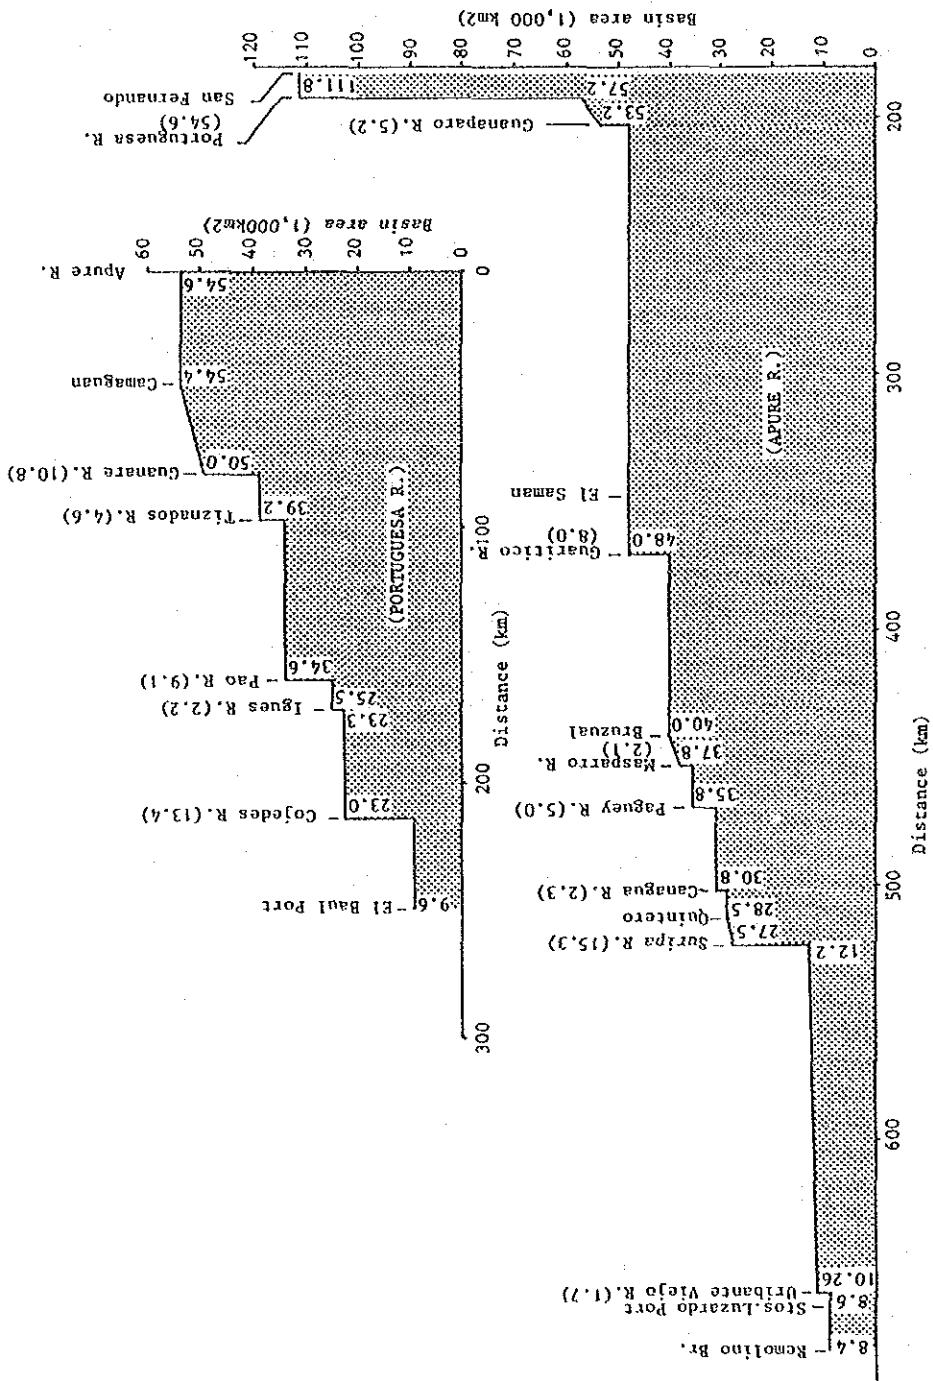 Basin area (1,000 km2)
120
110
100
90
80
70
60
50
40
30
20
10
0
San Fernando
Portuguesa R.
(54.6)
111.8
57.2
53.2
Guanaparo R. (5.2)
200
300
400
500
600
Distance (km)
(APURE R.)
El Saman
Guaritico
R.
(8.0)
48.0
Bruzual
40.0
Masparro R.
(2.1)
37.8
Paguey R. (5.0)
35.8
Canagua R. (2.3)
30.8
Quintero
28.5
Suripa R. (15.3)
27.5
12.2
Uribante Viejo R. (1.7)
10.26
Stos.Luzardo Port
8.6
Remolino Br.
8.4
Basin area (1,000km2)
60
50
40
30
20
10
0
Apure R.
54.6
Camaguan
54.4
Guanare R. (10.8)
50.0
Tiznados R. (4.6)
39.2
(PORTUGUESA R.)
Pao R. (9.1)
34.6
Igues R. (2.2)
25.5
23.3
Cojedes R. (13.4)
23.0
El Baul Port
9.6
0
100
200
300
Distance (km)